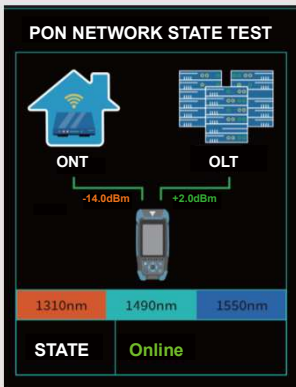 PON NETWORK STATE TEST
ONT OLT
-14.0dBm +2.0dBm
1310nm 1490nm 1550nm
STATE Online